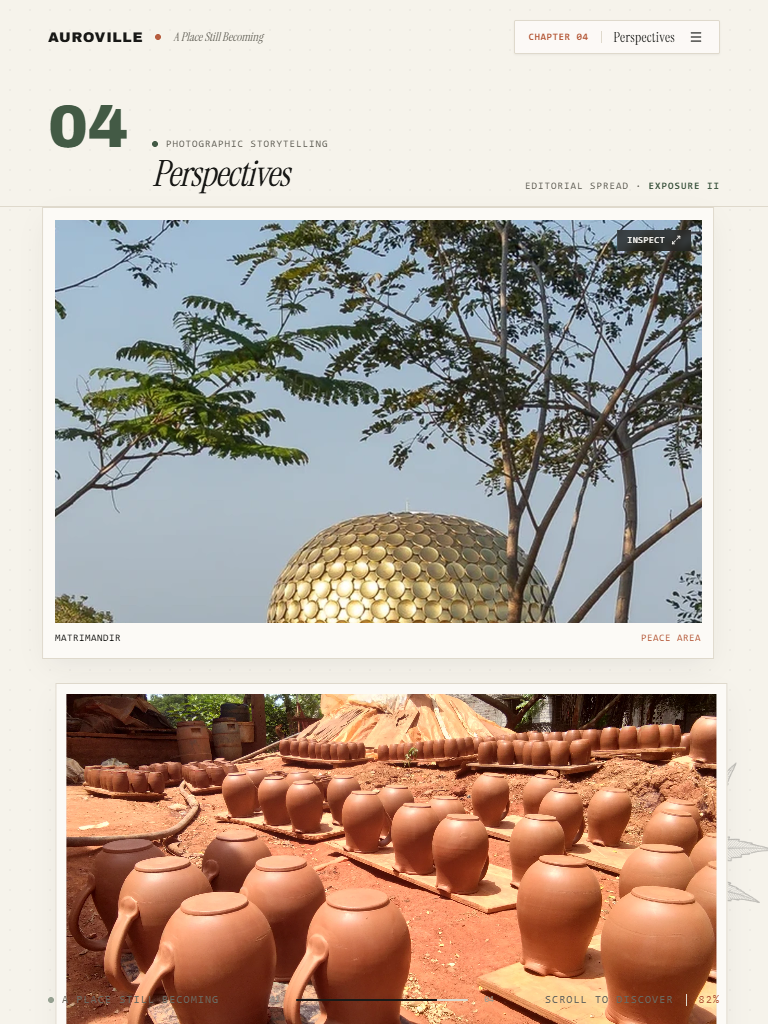 AUROVILLE • A Place Still Becoming
CHAPTER 04 | Perspectives
04
PHOTOGRAPHIC STORYTELLING
Perspectives
EDITORIAL SPREAD · EXPOSURE II
INSPECT
MATRIMANDIR
PEACE AREA
A PLACE STILL BECOMING
SCROLL TO DISCOVER | 82%